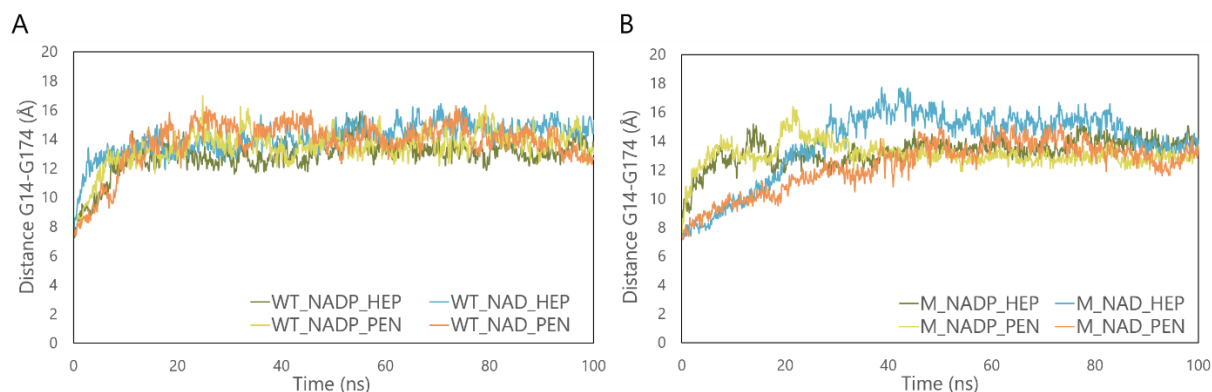 A
20
18
16
14
12
10
8
6
4
2
0
Distance G14-G174 (Å)
WT_NADP_HEP WT_NAD_HEP
WT_NADP_PEN WT_NAD_PEN
0 20 40 60 80 100
Time (ns)
B
20
18
16
14
12
10
8
6
4
2
0
Distance G14-G174 (Å)
M_NADP_HEP M_NAD_HEP
M_NADP_PEN M_NAD_PEN
0 20 40 60 80 100
Time (ns)